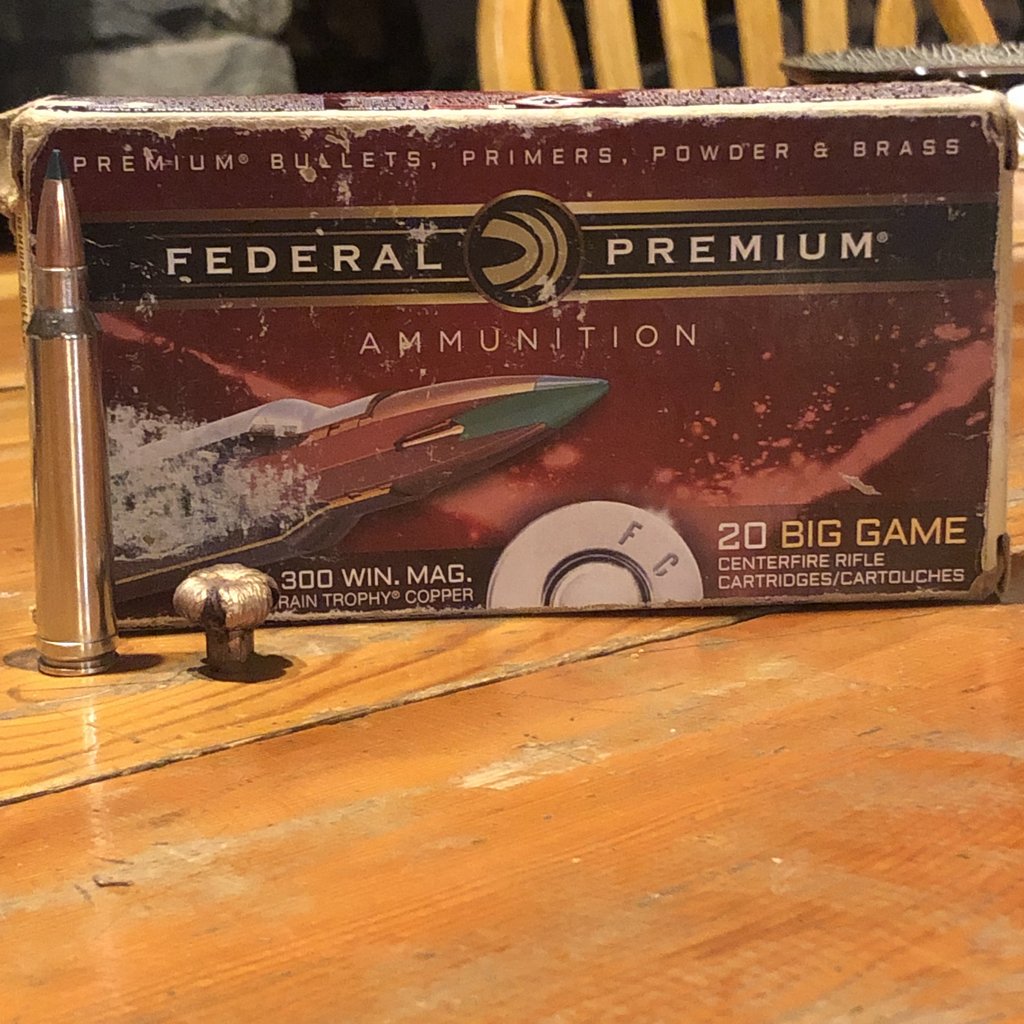 PREMIUM® BULLETS, PRIMERS, POWDER & BRASS
FEDERAL PREMIUM®
AMMUNITION
F C
300 WIN. MAG.
TROPHY® COPPER
20 BIG GAME
CENTERFIRE RIFLE
CARTRIDGES/CARTOUCHES